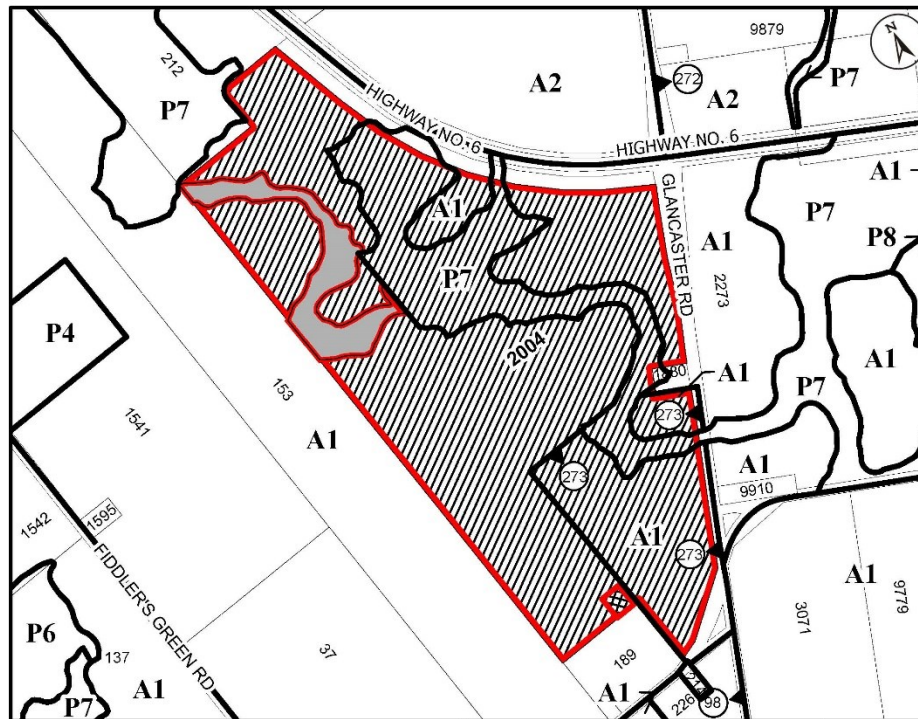 9879
212
P7
A2
272
A2
P7
HIGHWAY NO. 6
HIGHWAY NO. 6
A1
GLANCASTER RD
A1
P7
P8
A1
P7
2273
P4
2004
1880
A1
A1
153
1541
A1
273
P7
273
A1
9910
1542
1595
A1
273
A1
FIDDLER'S GREEN RD
3071
9779
P6
137
37
189
P7
A1
A1
226
98